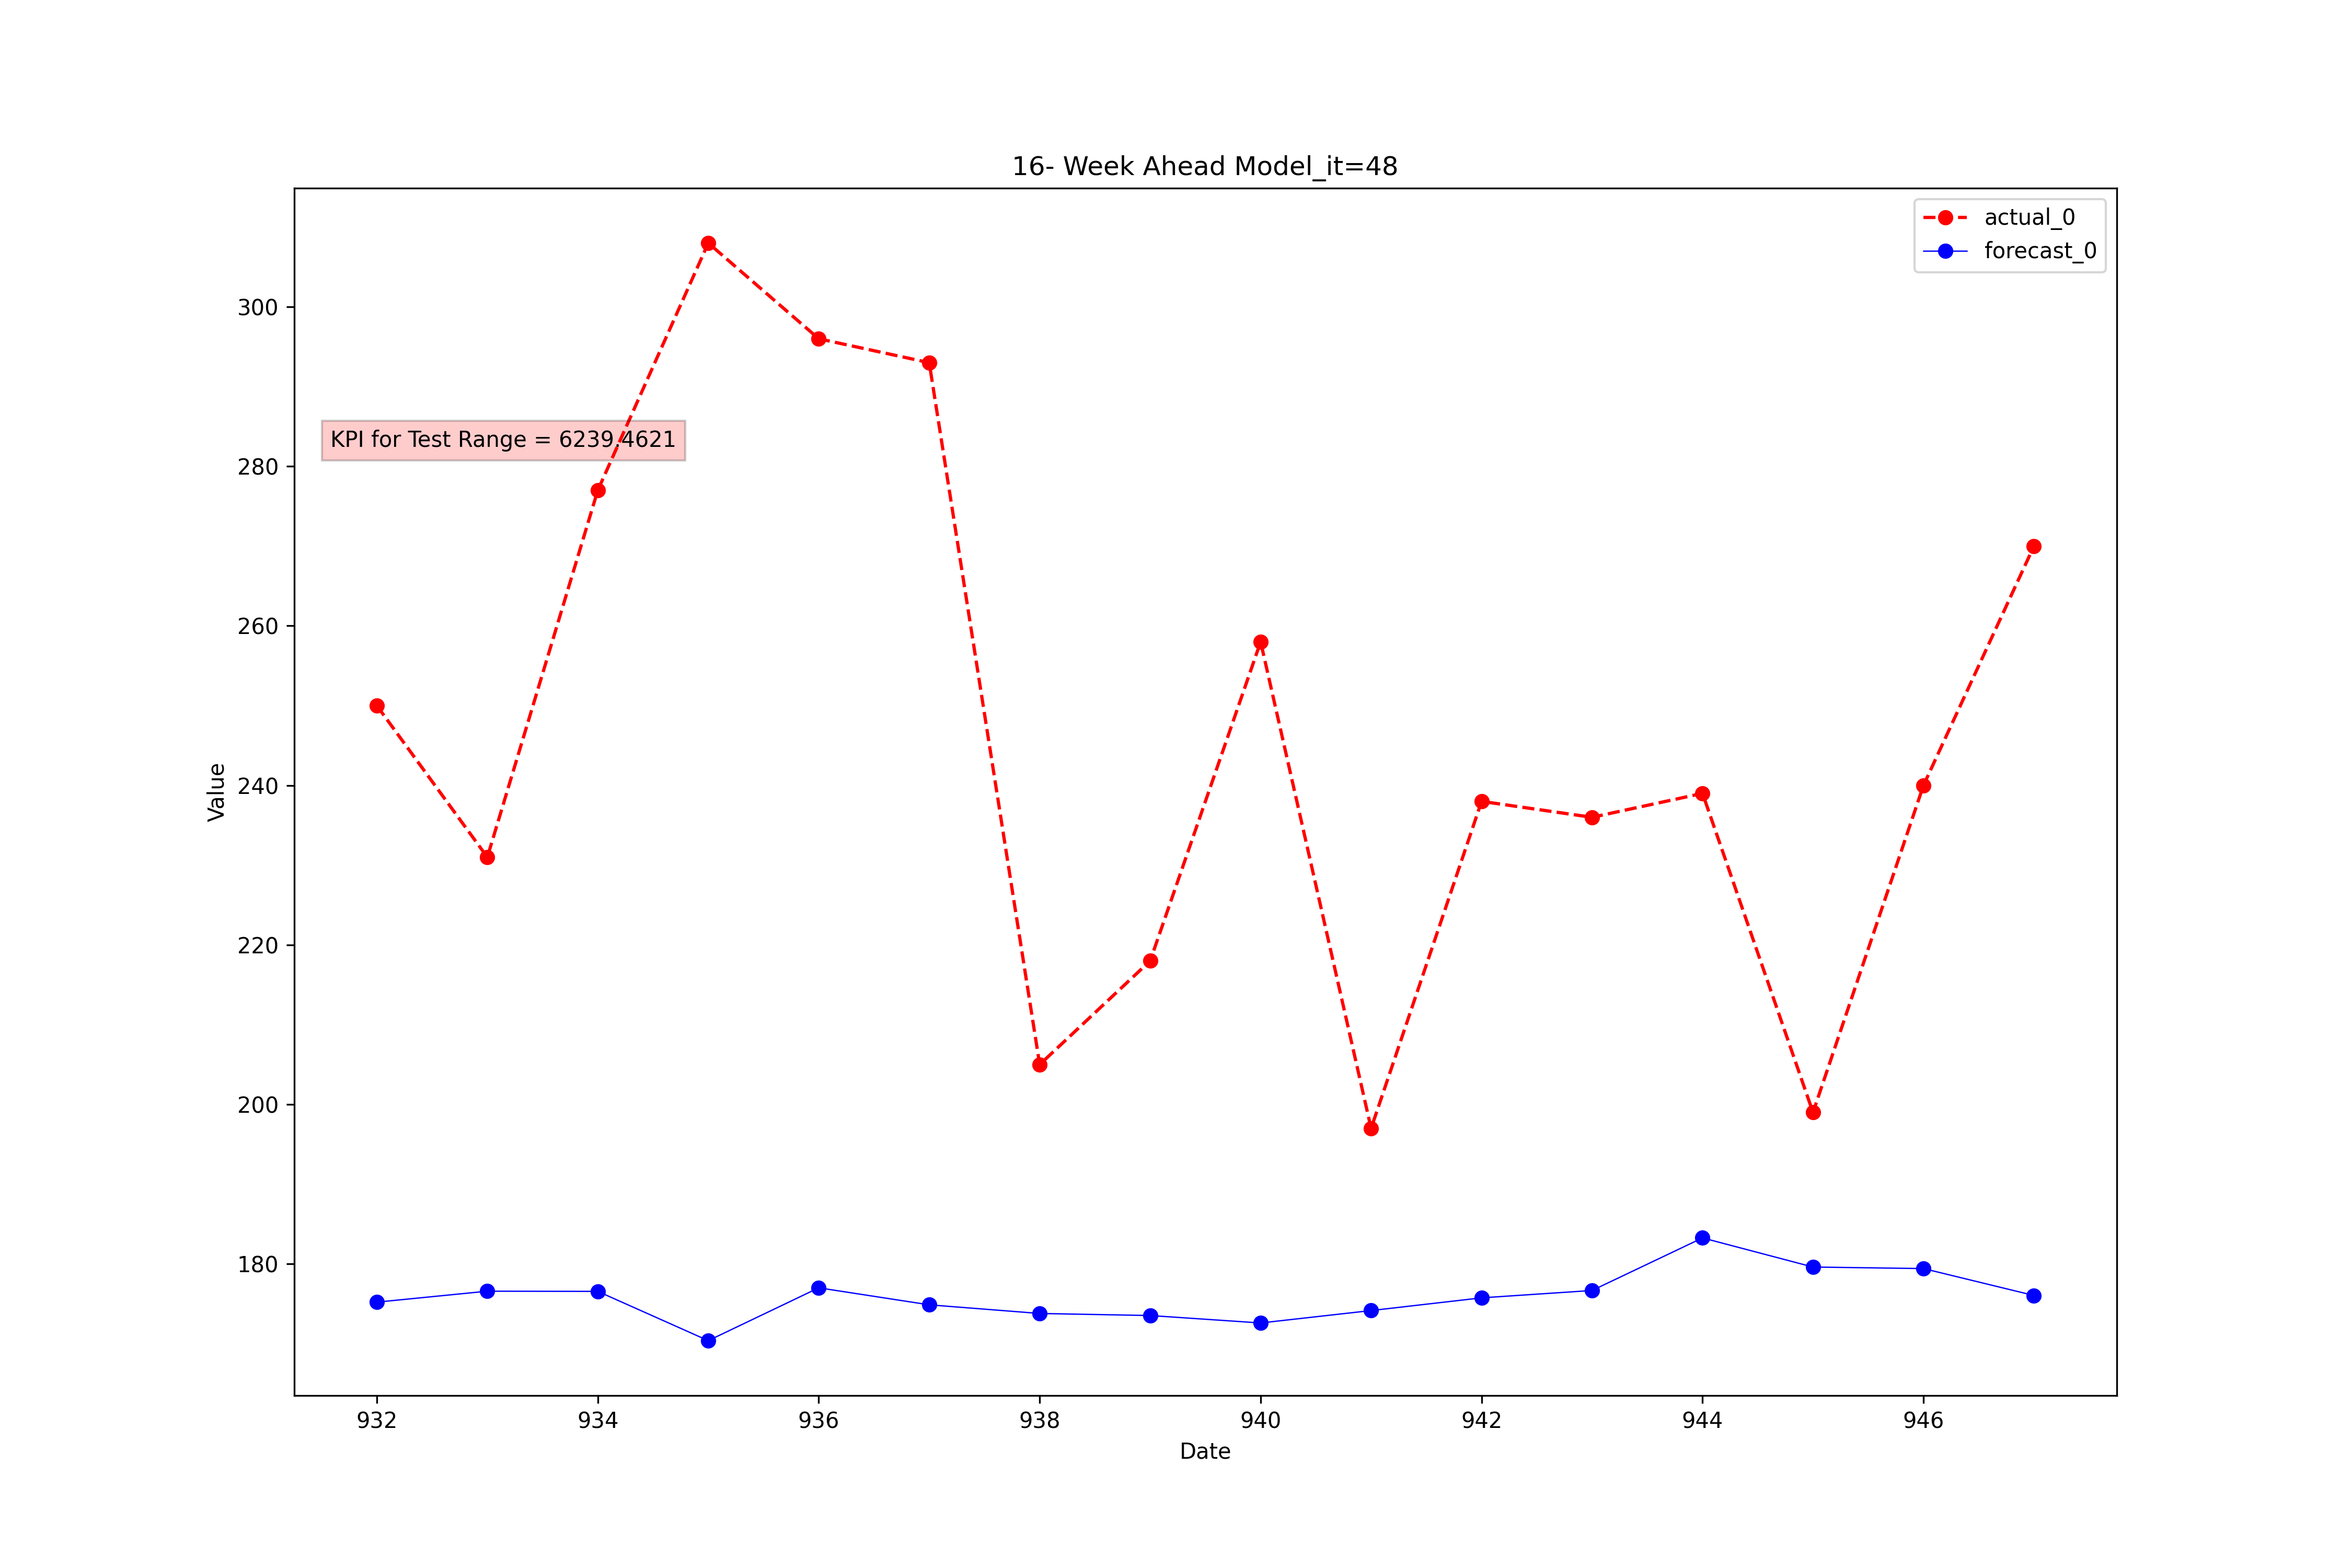 16- Week Ahead Model_it=48
actual_0
forecast_0
KPI for Test Range = 6239.4621
Value
300
280
260
240
220
200
180
932 934 936 938 940 942 944 946
Date